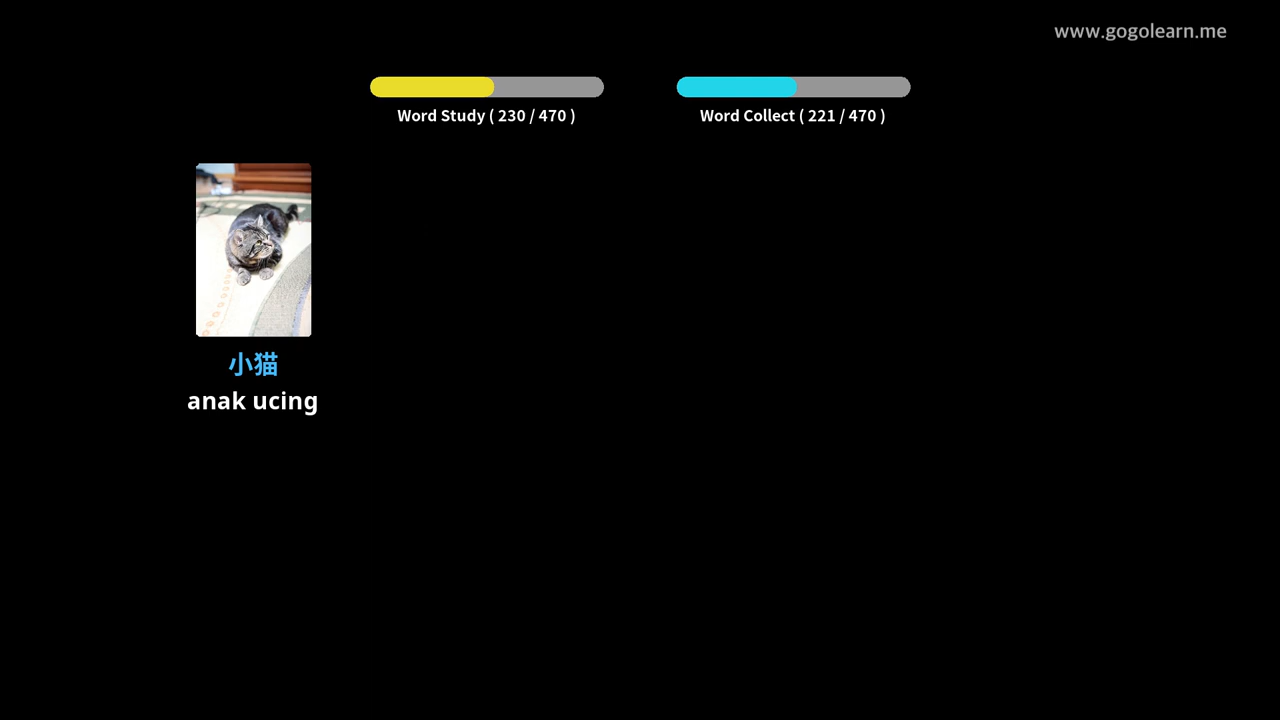 www.gogolearn.me
Word Study ( 230 / 470 )
Word Collect ( 221 / 470 )
小猫
anak ucing